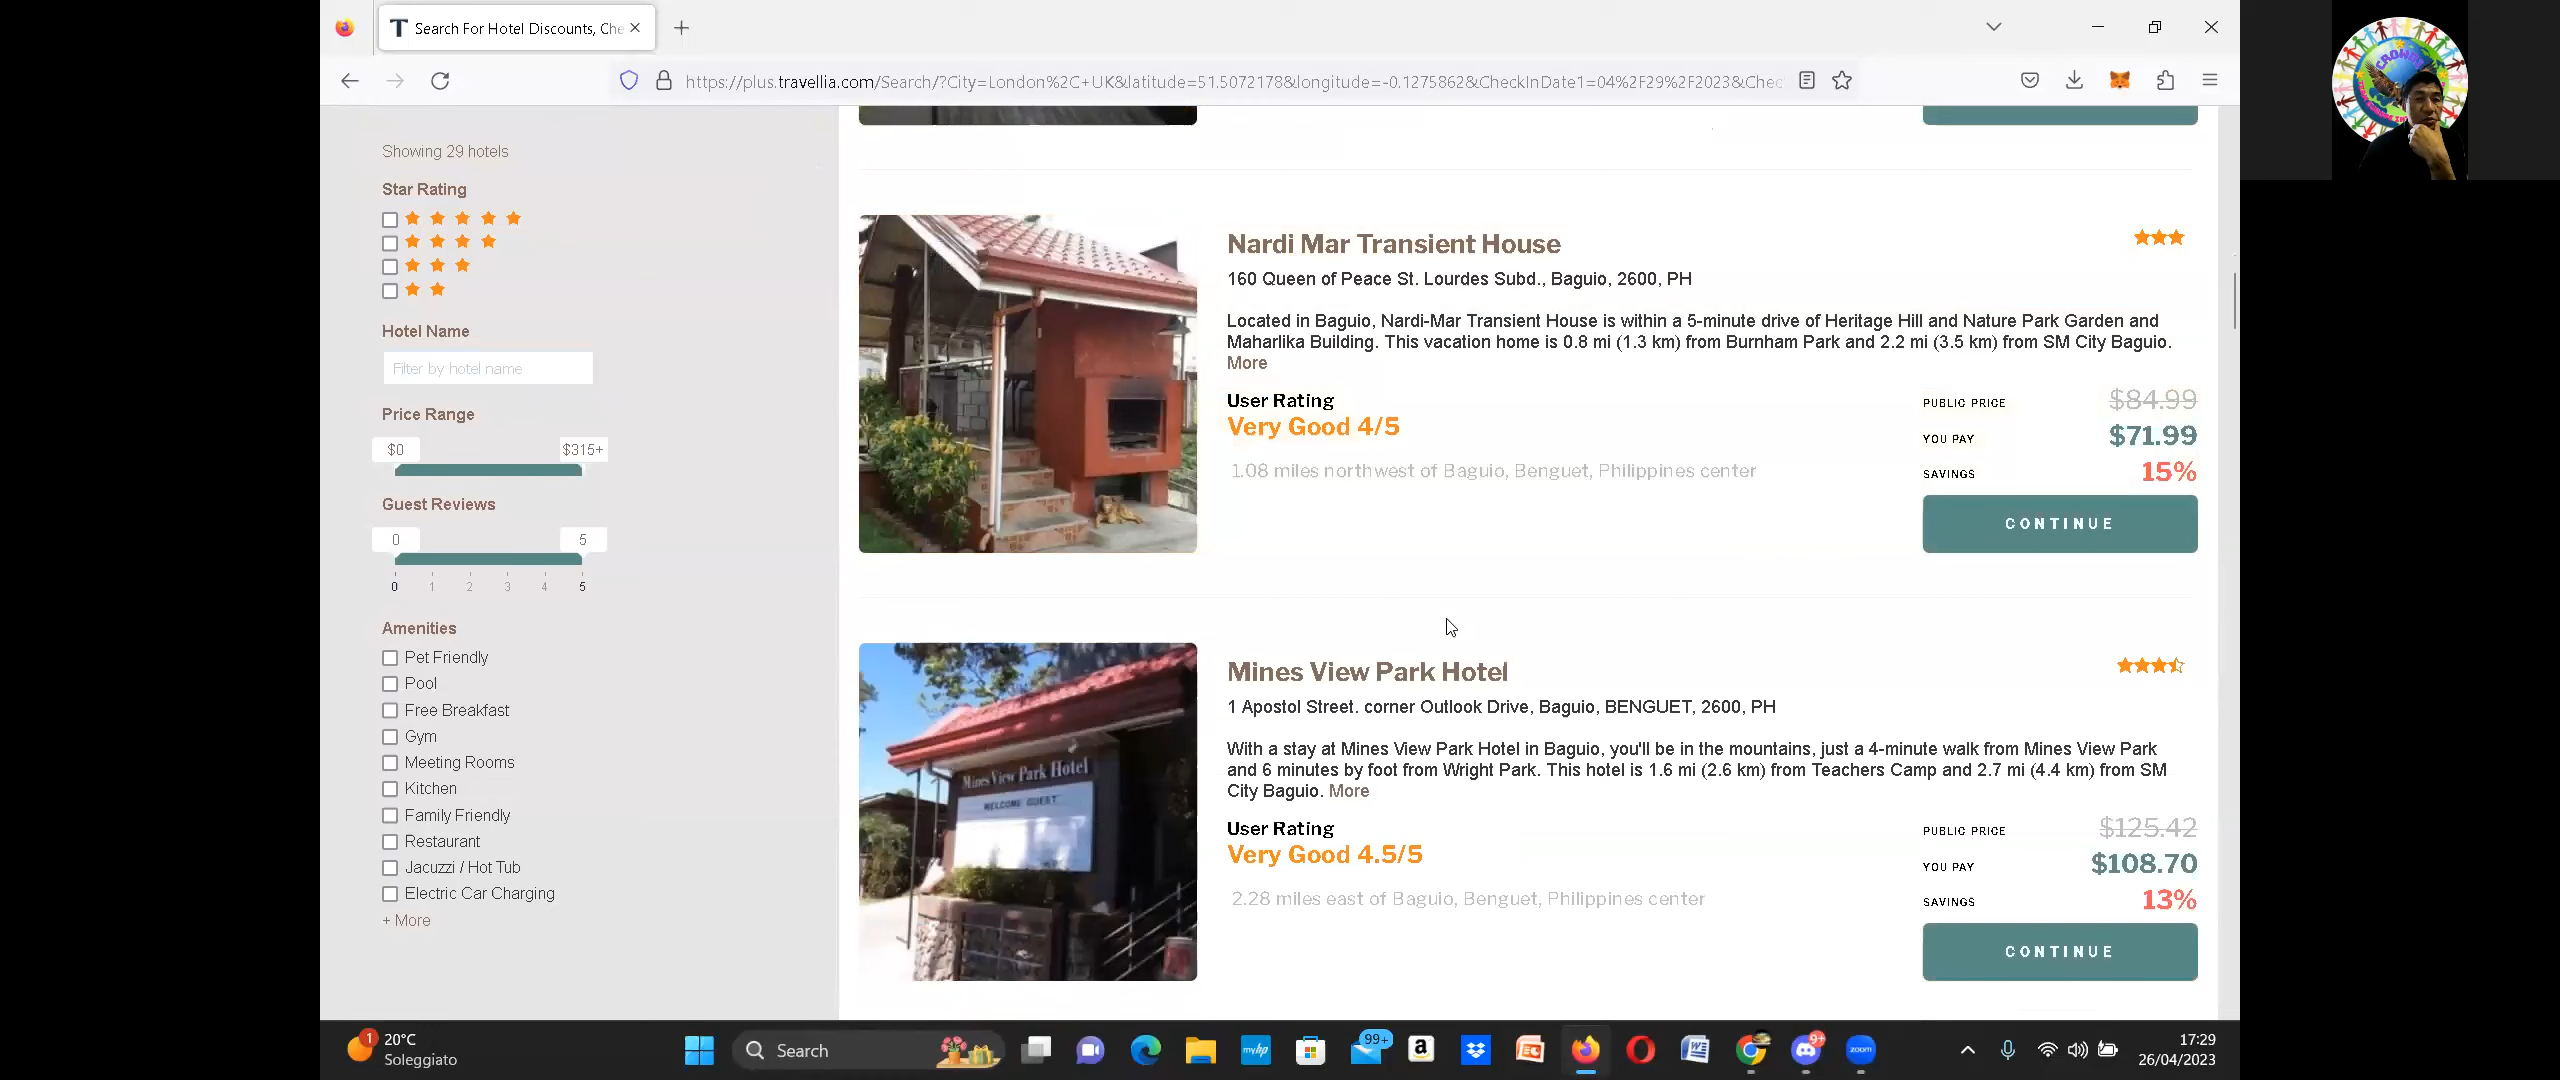 Search For Hotel Discounts, Che
https://plus.travellia.com/Search/?City=London%2C+UK&latitude=51.5072178&longitude=-0.1275862&CheckInDate1=04%2F29%2F2023&Chec
Showing 29 hotels
Star Rating
Hotel Name
Filter by hotel name
Price Range
$0 $315+
Guest Reviews
0 5
0 1 2 3 4 5
Amenities
Pet Friendly
Pool
Free Breakfast
Gym
Meeting Rooms
Kitchen
Family Friendly
Restaurant
Jacuzzi / Hot Tub
Electric Car Charging
+ More
Nardi Mar Transient House
160 Queen of Peace St. Lourdes Subd., Baguio, 2600, PH
Located in Baguio, Nardi-Mar Transient House is within a 5-minute drive of Heritage Hill and Nature Park Garden and
Maharlika Building. This vacation home is 0.8 mi (1.3 km) from Burnham Park and 2.2 mi (3.5 km) from SM City Baguio.
More
User Rating
Very Good 4/5
1.08 miles northwest of Baguio, Benguet, Philippines center
PUBLIC PRICE $84.99
YOU PAY $71.99
SAVINGS 15%
CONTINUE
Mines View Park Hotel
WELCOME GUEST
Mines View Park Hotel
1 Apostol Street. corner Outlook Drive, Baguio, BENGUET, 2600, PH
With a stay at Mines View Park Hotel in Baguio, you'll be in the mountains, just a 4-minute walk from Mines View Park
and 6 minutes by foot from Wright Park. This hotel is 1.6 mi (2.6 km) from Teachers Camp and 2.7 mi (4.4 km) from SM
City Baguio. More
User Rating
Very Good 4.5/5
2.28 miles east of Baguio, Benguet, Philippines center
PUBLIC PRICE $125.42
YOU PAY $108.70
SAVINGS 13%
CONTINUE
1
20°C
Soleggiato
Search
myhp
99+
9+
zoom
17:29
26/04/2023